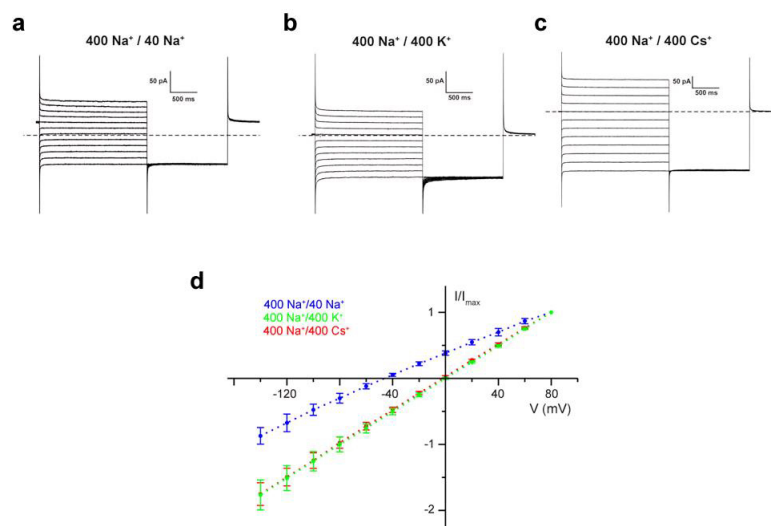 a
400 Na⁺ / 40 Na⁺
50 pA
500 ms
b
400 Na⁺ / 400 K⁺
50 pA
500 ms
c
400 Na⁺ / 400 Cs⁺
50 pA
500 ms
d
400 Na⁺/40 Na⁺
400 Na⁺/400 K⁺
400 Na⁺/400 Cs⁺
I/Imax
1
-120
-80
-40
0
40
80
V (mV)
-1
-2